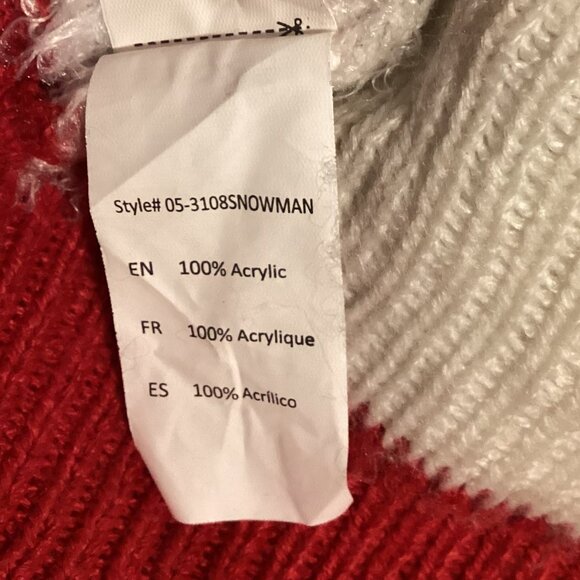 Style# 05-3108SNOWMAN
EN 100% Acrylic
FR 100% Acrylique
ES 100% Acrílico